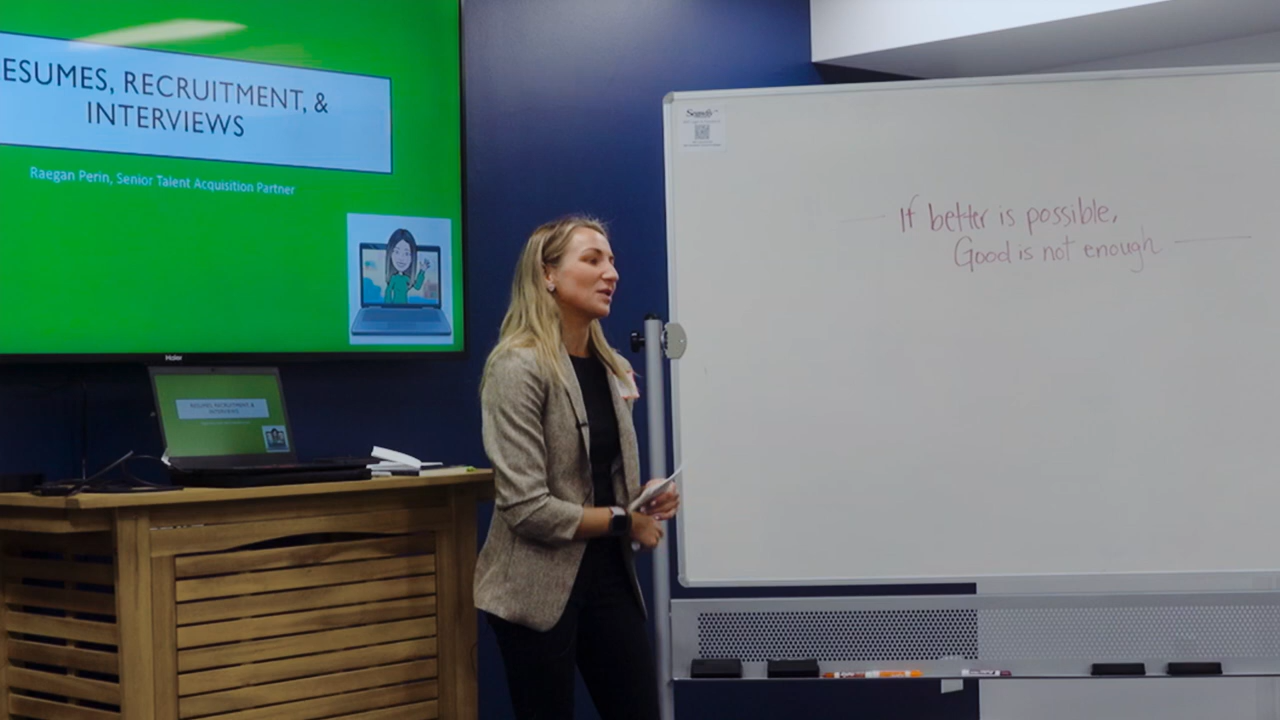 ESUMES, RECRUITMENT, &
INTERVIEWS
Raegan Perin, Senior Talent Acquisition Partner
Haier
RESUMES, RECRUITMENT, &
INTERVIEWS
If better is possible,
Good is not enough